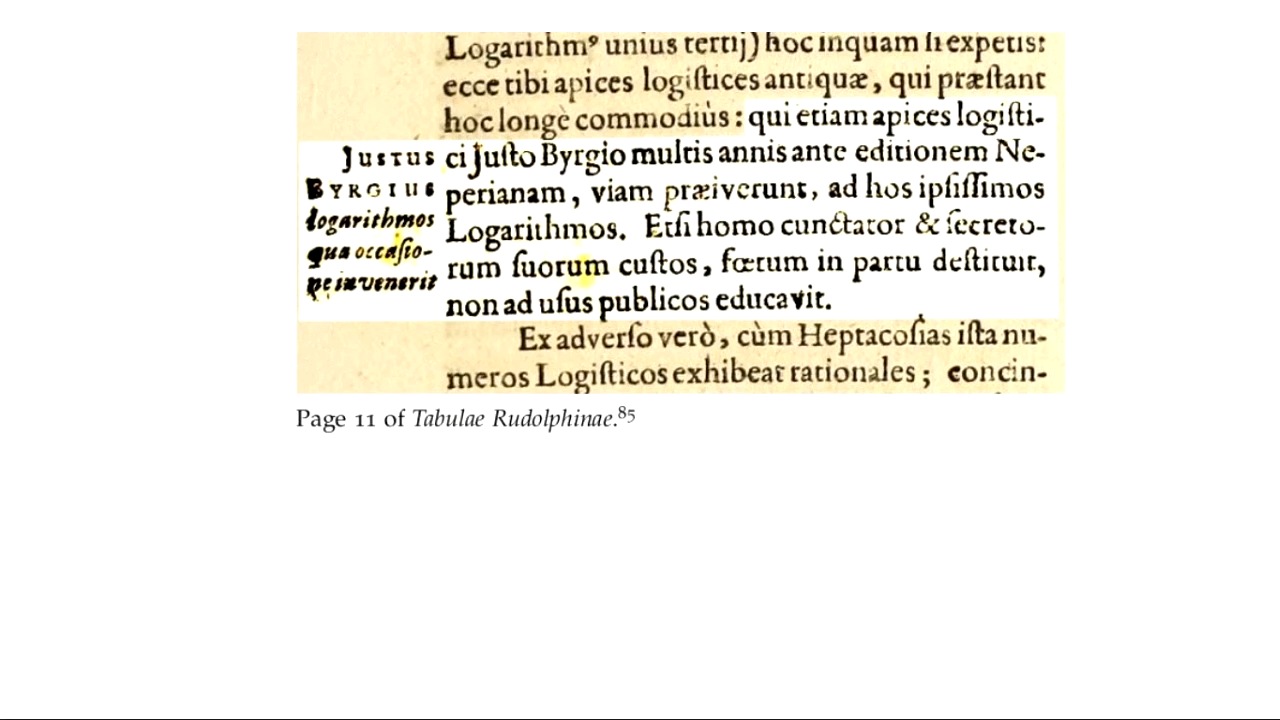 Logarithmꝰ unius tertij) hoc inquam si expetis:
ecce tibi apices logiſtices antiquæ, qui præſtant
hoc longè commodiùs : qui etiam apices logiſti-
JUSTUS ci Juſto Byrgio multis annis ante editionem Ne-
BYRGIUS perianam, viam præiverunt, ad hos ipſiſſimos
logarithmos Logarithmos. Etſi homo cunctator & ſecreto-
qua occaſio- rum ſuorum cuſtos, fœtum in partu deſtituit,
ne invenerit non ad uſus publicos educavit.
Ex adverſo verò, cùm Heptacoſias iſta nu-
meros Logiſticos exhibeat rationales ; concin-
Page 11 of Tabulae Rudolphinae.85